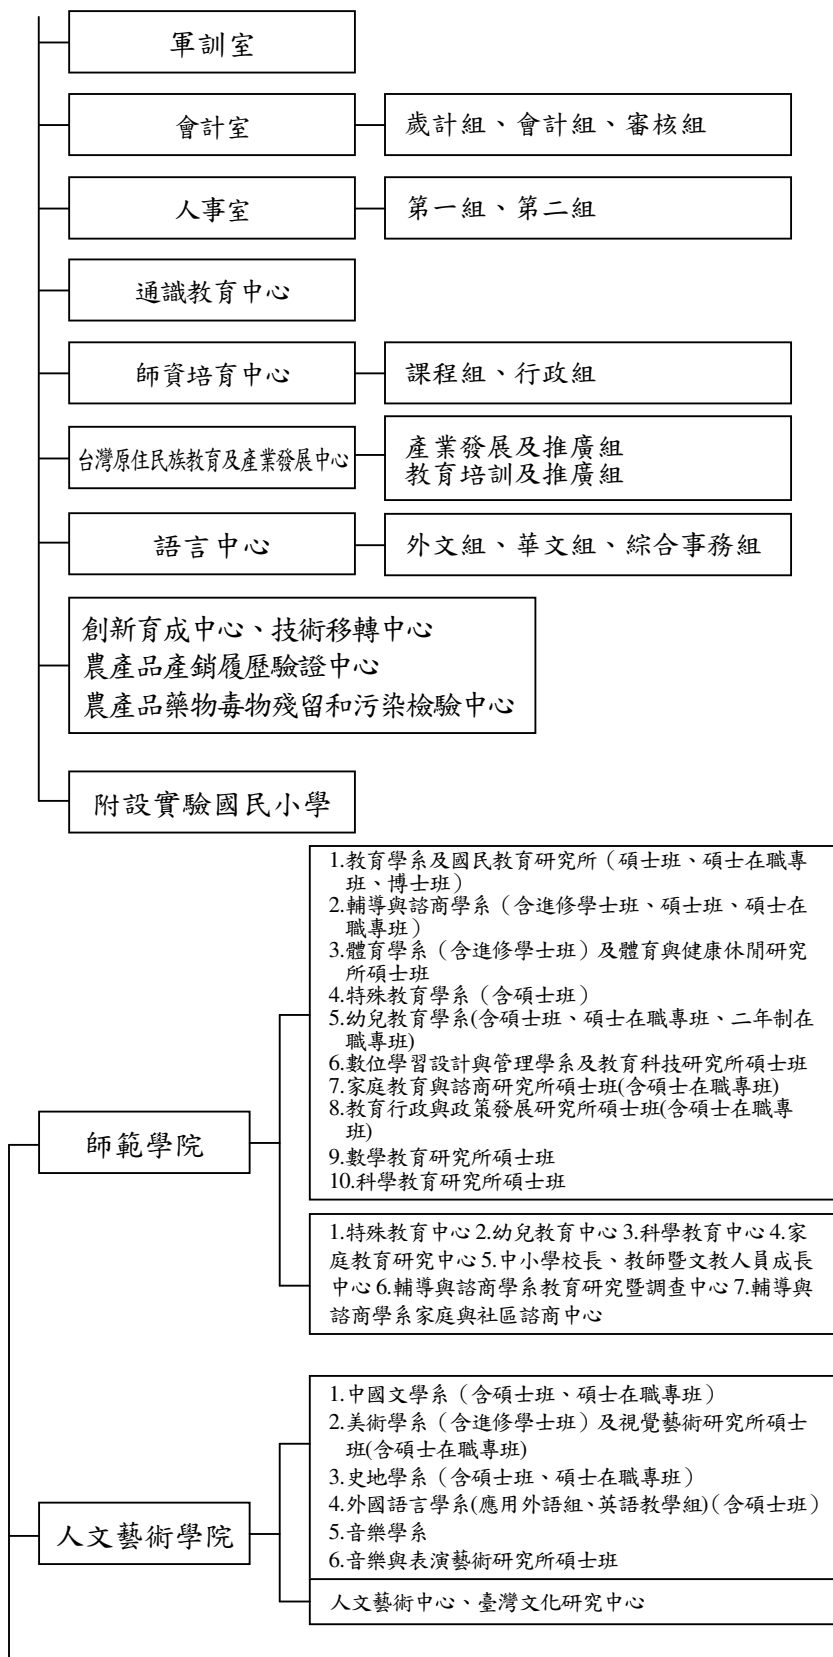 軍訓室
會計室
歲計組、會計組、審核組
人事室
第一組、第二組
通識教育中心
師資培育中心
課程組、行政組
台灣原住民族教育及產業發展中心
產業發展及推廣組
教育培訓及推廣組
語言中心
外文組、華文組、綜合事務組
創新育成中心、技術移轉中心
農產品產銷履歷驗證中心
農產品藥物毒物殘留和污染檢驗中心
附設實驗國民小學
師範學院
1.教育學系及國民教育研究所（碩士班、碩士在職專
班、博士班）
2.輔導與諮商學系（含進修學士班、碩士班、碩士在
職專班）
3.體育學系（含進修學士班）及體育與健康休閒研究
所碩士班
4.特殊教育學系（含碩士班）
5.幼兒教育學系(含碩士班、碩士在職專班、二年制在
職專班)
6.數位學習設計與管理學系及教育科技研究所碩士班
7.家庭教育與諮商研究所碩士班(含碩士在職專班)
8.教育行政與政策發展研究所碩士班(含碩士在職專
班)
9.數學教育研究所碩士班
10.科學教育研究所碩士班
1.特殊教育中心 2.幼兒教育中心 3.科學教育中心 4.家
庭教育研究中心 5.中小學校長、教師暨文教人員成長
中心 6.輔導與諮商學系教育研究暨調查中心 7.輔導與
諮商學系家庭與社區諮商中心
人文藝術學院
1.中國文學系（含碩士班、碩士在職專班）
2.美術學系（含進修學士班）及視覺藝術研究所碩士
班(含碩士在職專班)
3.史地學系（含碩士班、碩士在職專班）
4.外國語言學系(應用外語組、英語教學組)（含碩士班）
5.音樂學系
6.音樂與表演藝術研究所碩士班
人文藝術中心、臺灣文化研究中心